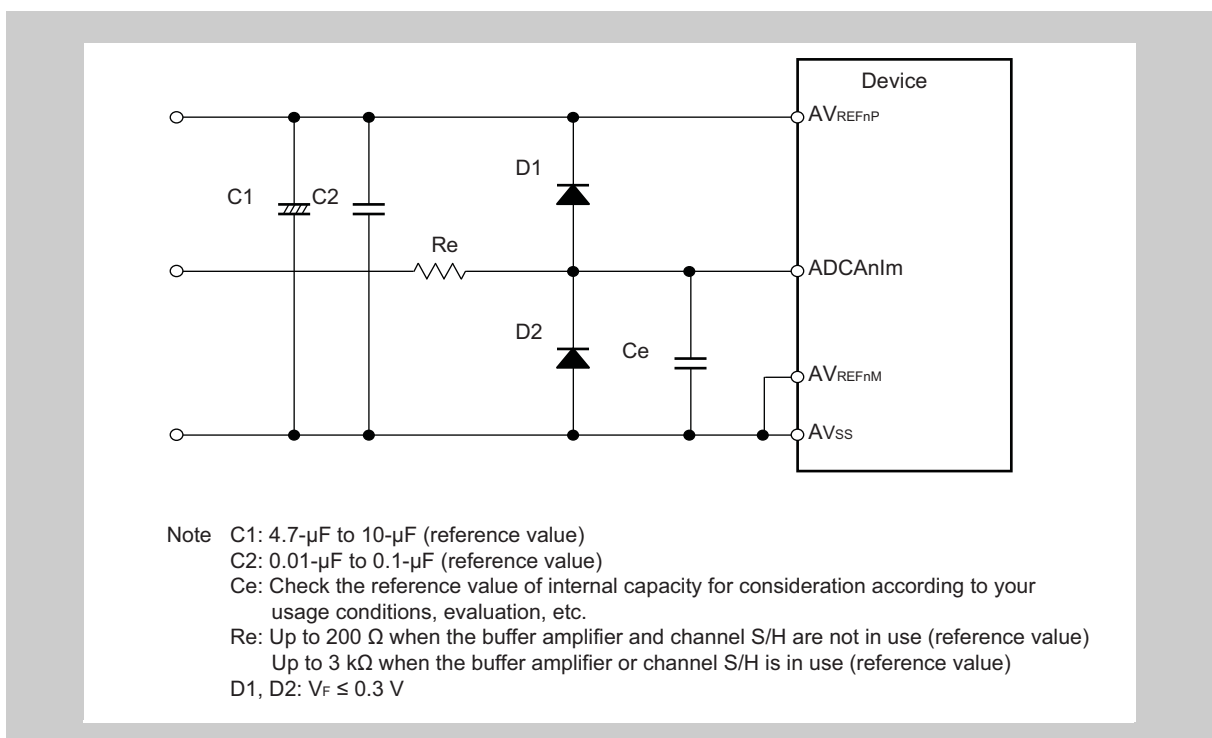 Device
AVREFnP
D1
C1
C2
Re
ADCAnIm
D2
Ce
AVREFnM
AVSS
Note C1: 4.7-µF to 10-µF (reference value)
C2: 0.01-µF to 0.1-µF (reference value)
Ce: Check the reference value of internal capacity for consideration according to your
usage conditions, evaluation, etc.
Re: Up to 200 Ω when the buffer amplifier and channel S/H are not in use (reference value)
Up to 3 kΩ when the buffer amplifier or channel S/H is in use (reference value)
D1, D2: VF ≤ 0.3 V